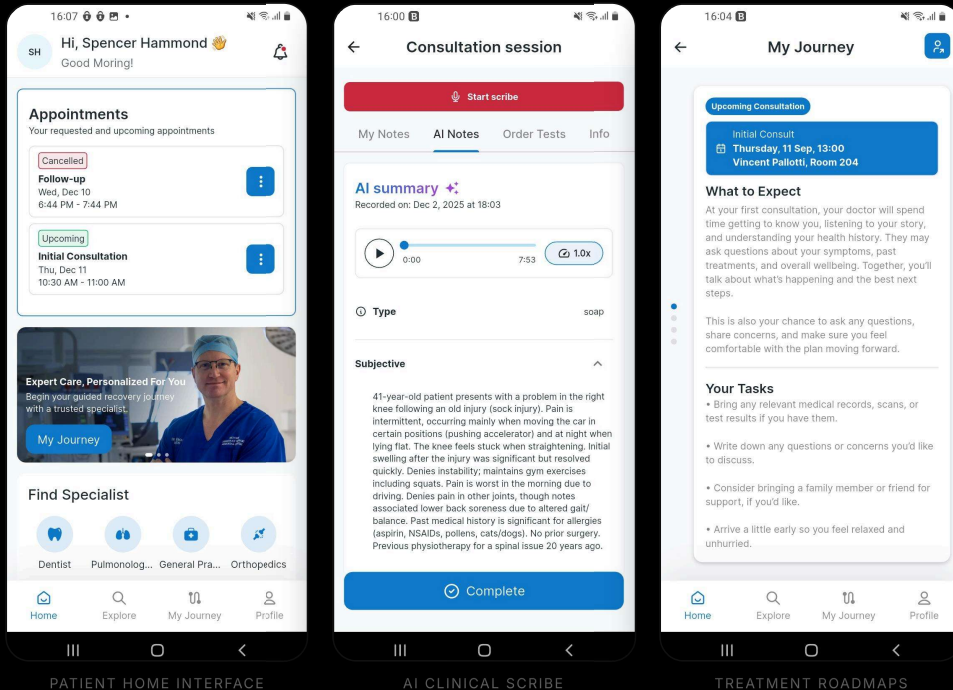 16:07
SH
Hi, Spencer Hammond 👋
Good Moring!
Appointments
Your requested and upcoming appointments
Cancelled
Follow-up
Wed, Dec 10
6:44 PM - 7:44 PM
Upcoming
Initial Consultation
Thu, Dec 11
10:30 AM - 11:00 AM
Expert Care, Personalized For You
Begin your guided recovery journey
with a trusted specialist.
My Journey
Find Specialist
Dentist
Pulmonolog...
General Pra...
Orthopedics
Home
Explore
My Journey
Profile
PATIENT HOME INTERFACE
16:00 B
Consultation session
Start scribe
My Notes
AI Notes
Order Tests
Info
AI summary
Recorded on: Dec 2, 2025 at 18:03
0:00
7:53
1.0x
Type
soap
Subjective
41-year-old patient presents with a problem in the right
knee following an old injury (sock injury). Pain is
intermittent, occurring mainly when moving the car in
certain positions (pushing accelerator) and at night when
lying flat. The knee feels stuck when straightening. Initial
swelling after the injury was significant but resolved
quickly. Denies instability; maintains gym exercises
including squats. Pain is worst in the morning due to
driving. Denies pain in other joints, though notes
associated lower back soreness due to altered gait/
balance. Past medical history is significant for allergies
(aspirin, NSAIDs, pollens, cats/dogs). No prior surgery.
Previous physiotherapy for a spinal issue 20 years ago.
Complete
AI CLINICAL SCRIBE
16:04 B
My Journey
Upcoming Consultation
Initial Consult
Thursday, 11 Sep, 13:00
Vincent Pallotti, Room 204
What to Expect
At your first consultation, your doctor will spend
time getting to know you, listening to your story,
and understanding your health history. They may
ask questions about your symptoms, past
treatments, and overall wellbeing. Together, you'll
talk about what's happening and the best next
steps.
This is also your chance to ask any questions,
share concerns, and make sure you feel
comfortable with the plan moving forward.
Your Tasks
• Bring any relevant medical records, scans, or
test results if you have them.
• Write down any questions or concerns you'd like
to discuss.
• Consider bringing a family member or friend for
support, if you'd like.
• Arrive a little early so you feel relaxed and
unhurried.
Home
Explore
My Journey
Profile
TREATMENT ROADMAPS